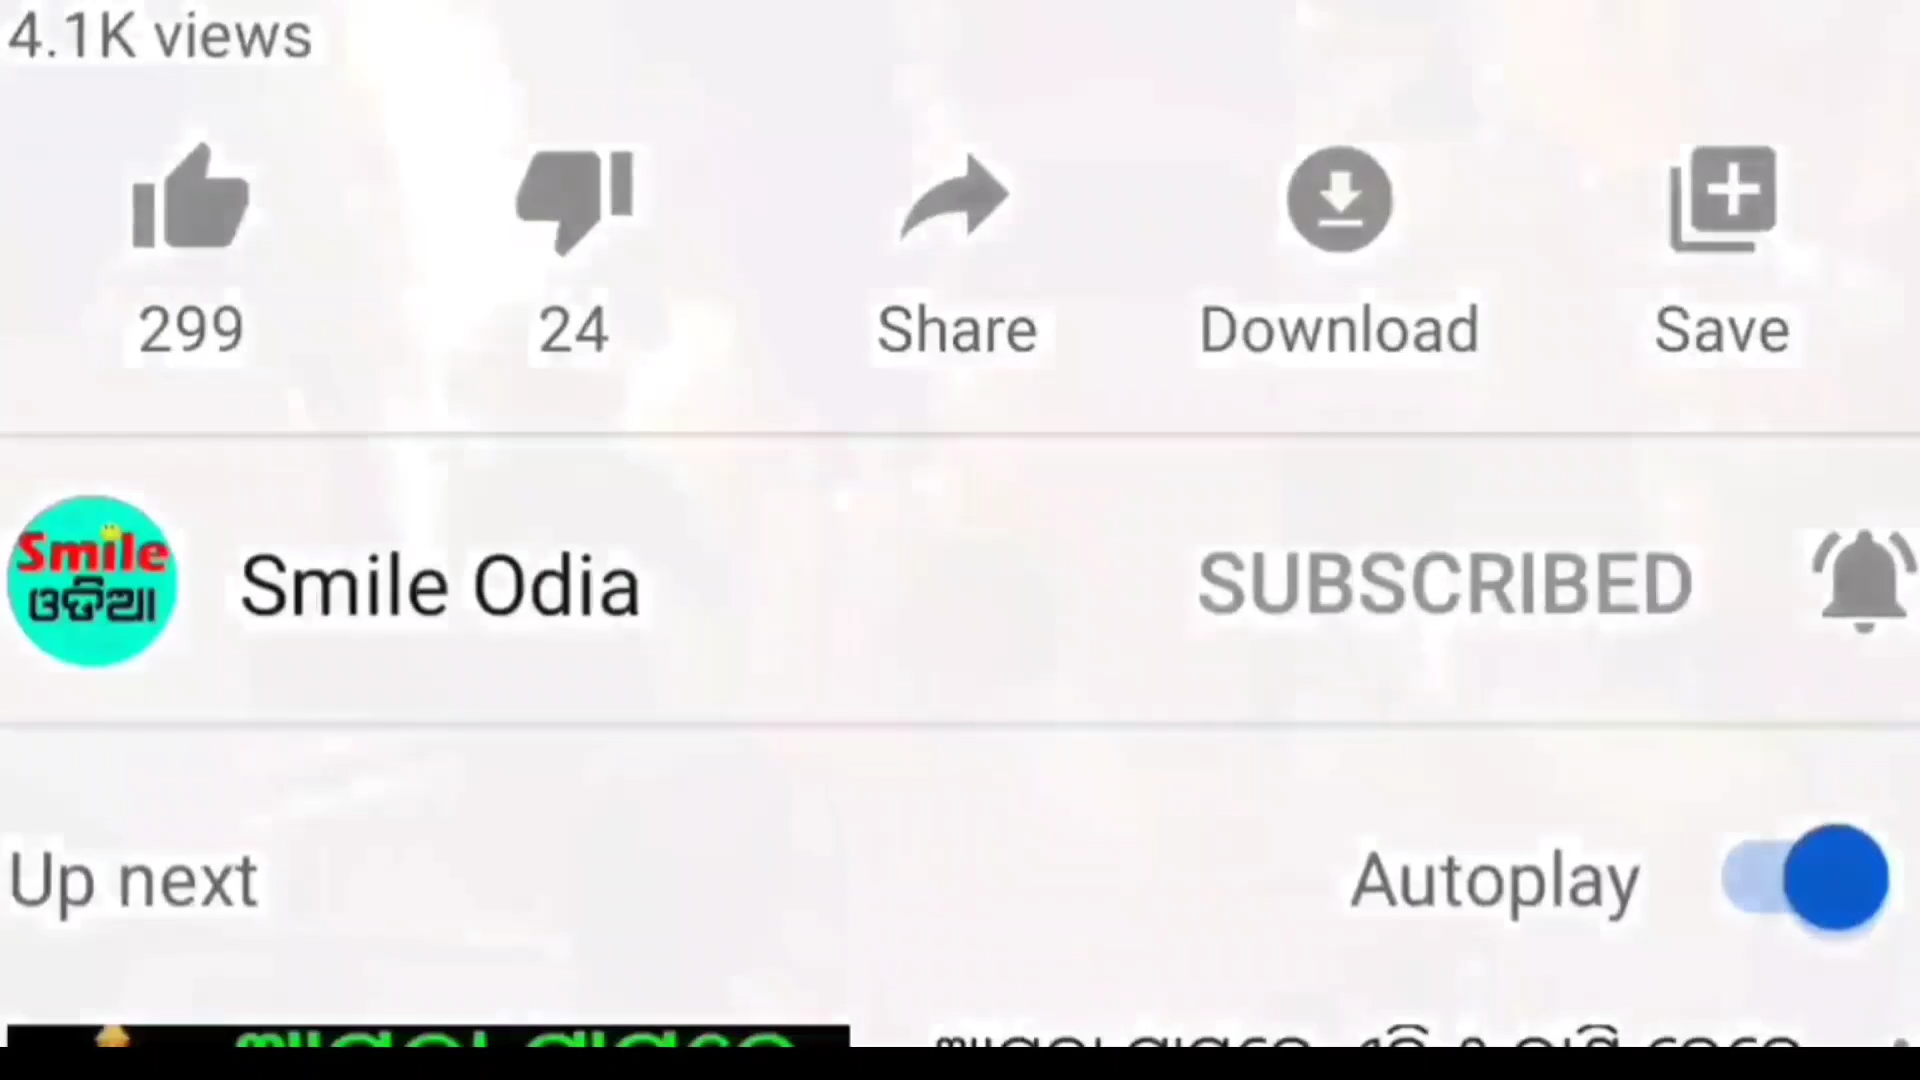 4.1K views
299 24 Share Download Save
Smile
ଓଡିଆ
Smile Odia SUBSCRIBED
Up next Autoplay